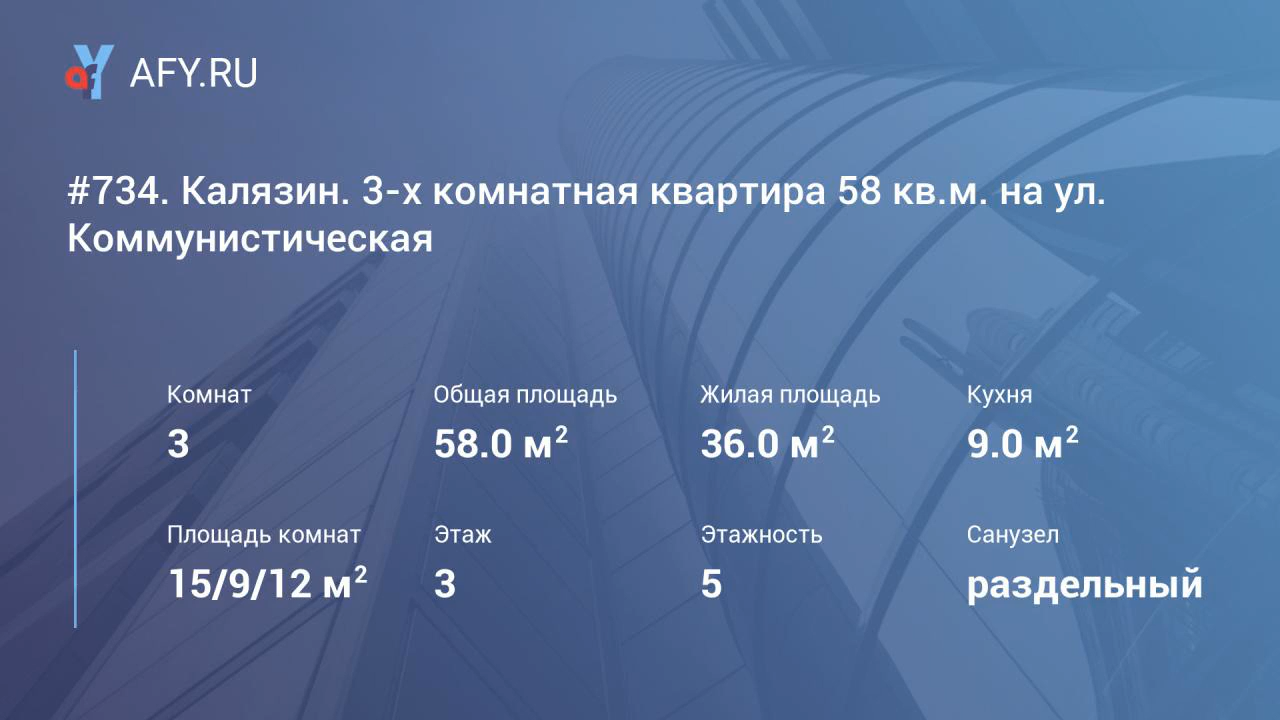 AFY.RU
#734. Калязин. 3-х комнатная квартира 58 кв.м. на ул.
Коммунистическая
Комнат
Общая площадь
Жилая площадь
Кухня
3
58.0 м²
36.0 м²
9.0 м²
Площадь комнат
Этаж
Этажность
Санузел
15/9/12 м²
3
5
раздельный